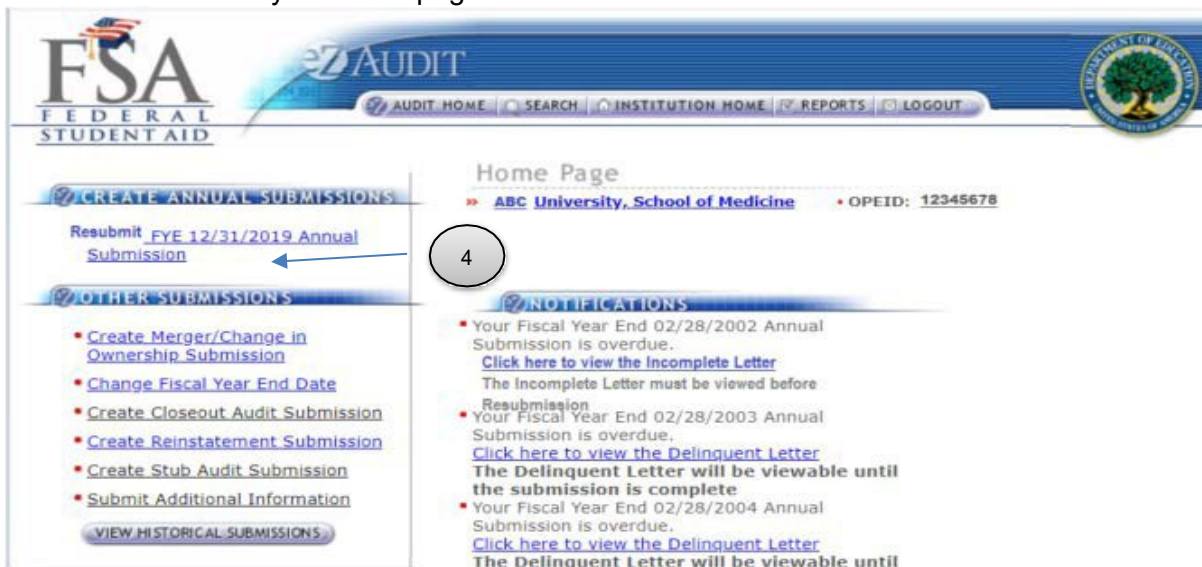 FSA
FEDERAL
STUDENT AID
eZ AUDIT
AUDIT HOME SEARCH INSTITUTION HOME REPORTS LOGOUT
CREATE ANNUAL SUBMISSIONS
Resubmit FYE 12/31/2019 Annual
Submission
4
OTHER SUBMISSIONS
Create Merger/Change in
Ownership Submission
Change Fiscal Year End Date
Create Closeout Audit Submission
Create Reinstatement Submission
Create Stub Audit Submission
Submit Additional Information
VIEW HISTORICAL SUBMISSIONS
Home Page
» ABC University, School of Medicine • OPEID: 12345678
NOTIFICATIONS
Your Fiscal Year End 02/28/2002 Annual
Submission is overdue.
Click here to view the Incomplete Letter
The Incomplete Letter must be viewed before
Resubmission
Your Fiscal Year End 02/28/2003 Annual
Submission is overdue.
Click here to view the Delinquent Letter
The Delinquent Letter will be viewable until
the submission is complete
Your Fiscal Year End 02/28/2004 Annual
Submission is overdue.
Click here to view the Delinquent Letter
The Delinquent Letter will be viewable until